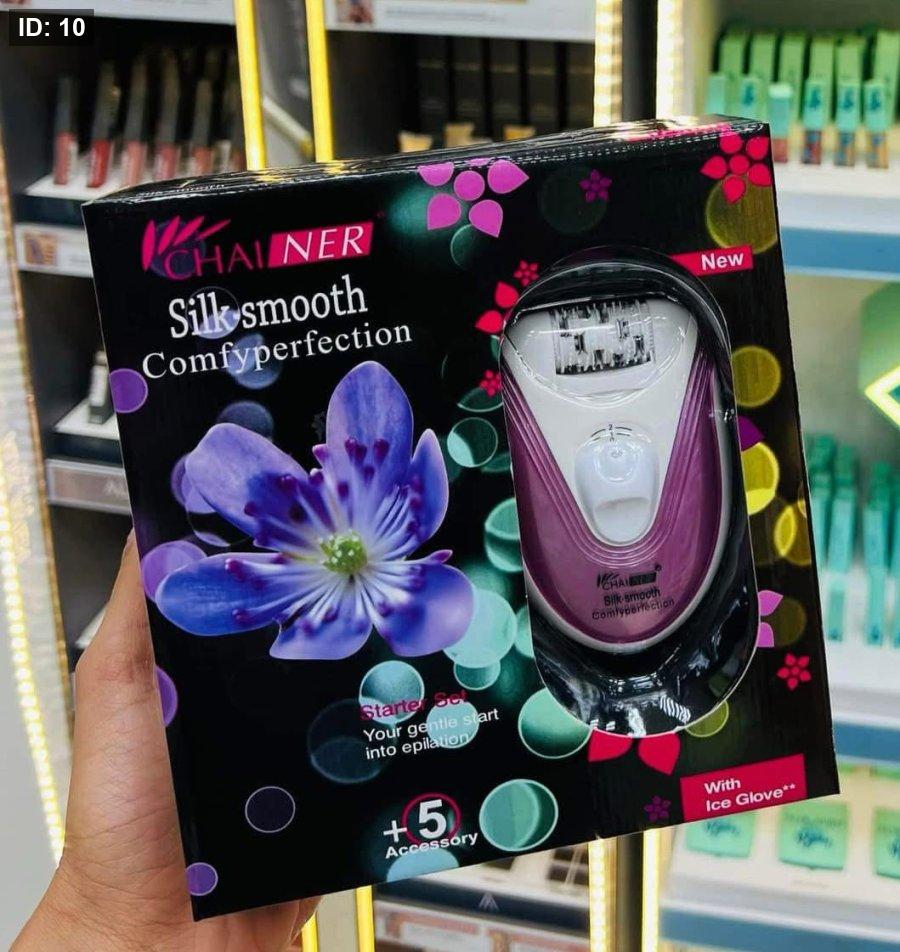 ID: 10
CHAINER
Silk-smooth
Comfyperfection
New
2
CHAINER
Silk-smooth
Comfyperfection
Starter Set
Your gentle start
into epilation
+5
Accessory
With
Ice Glove**